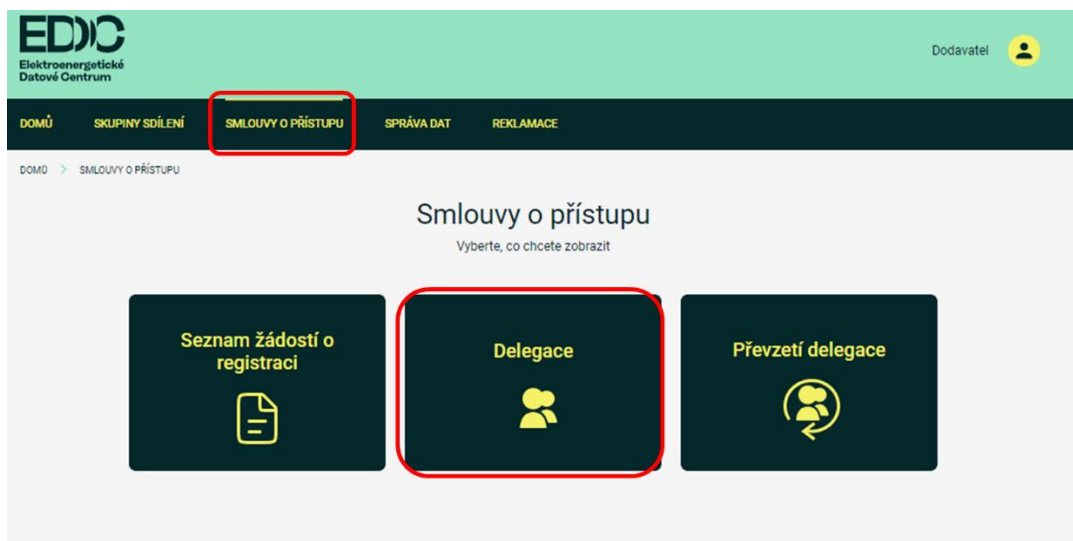 EDC
Elektroenergetické
Datové Centrum
Dodavatel
DOMŮ SKUPINY SDÍLENÍ SMLOUVY O PŘÍSTUPU SPRÁVA DAT REKLAMACE
DOMŮ > SMLOUVY O PŘÍSTUPU
Smlouvy o přístupu
Vyberte, co chcete zobrazit
Seznam žádostí o
registraci
Delegace
Převzetí delegace